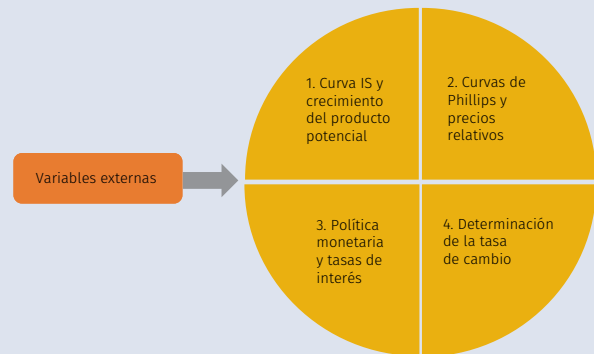 Variables externas
1. Curva IS y
crecimiento
del producto
potencial
2. Curvas de
Phillips y
precios
relativos
3. Política
monetaria
y tasas de
interés
4. Determinación
de la tasa
de cambio